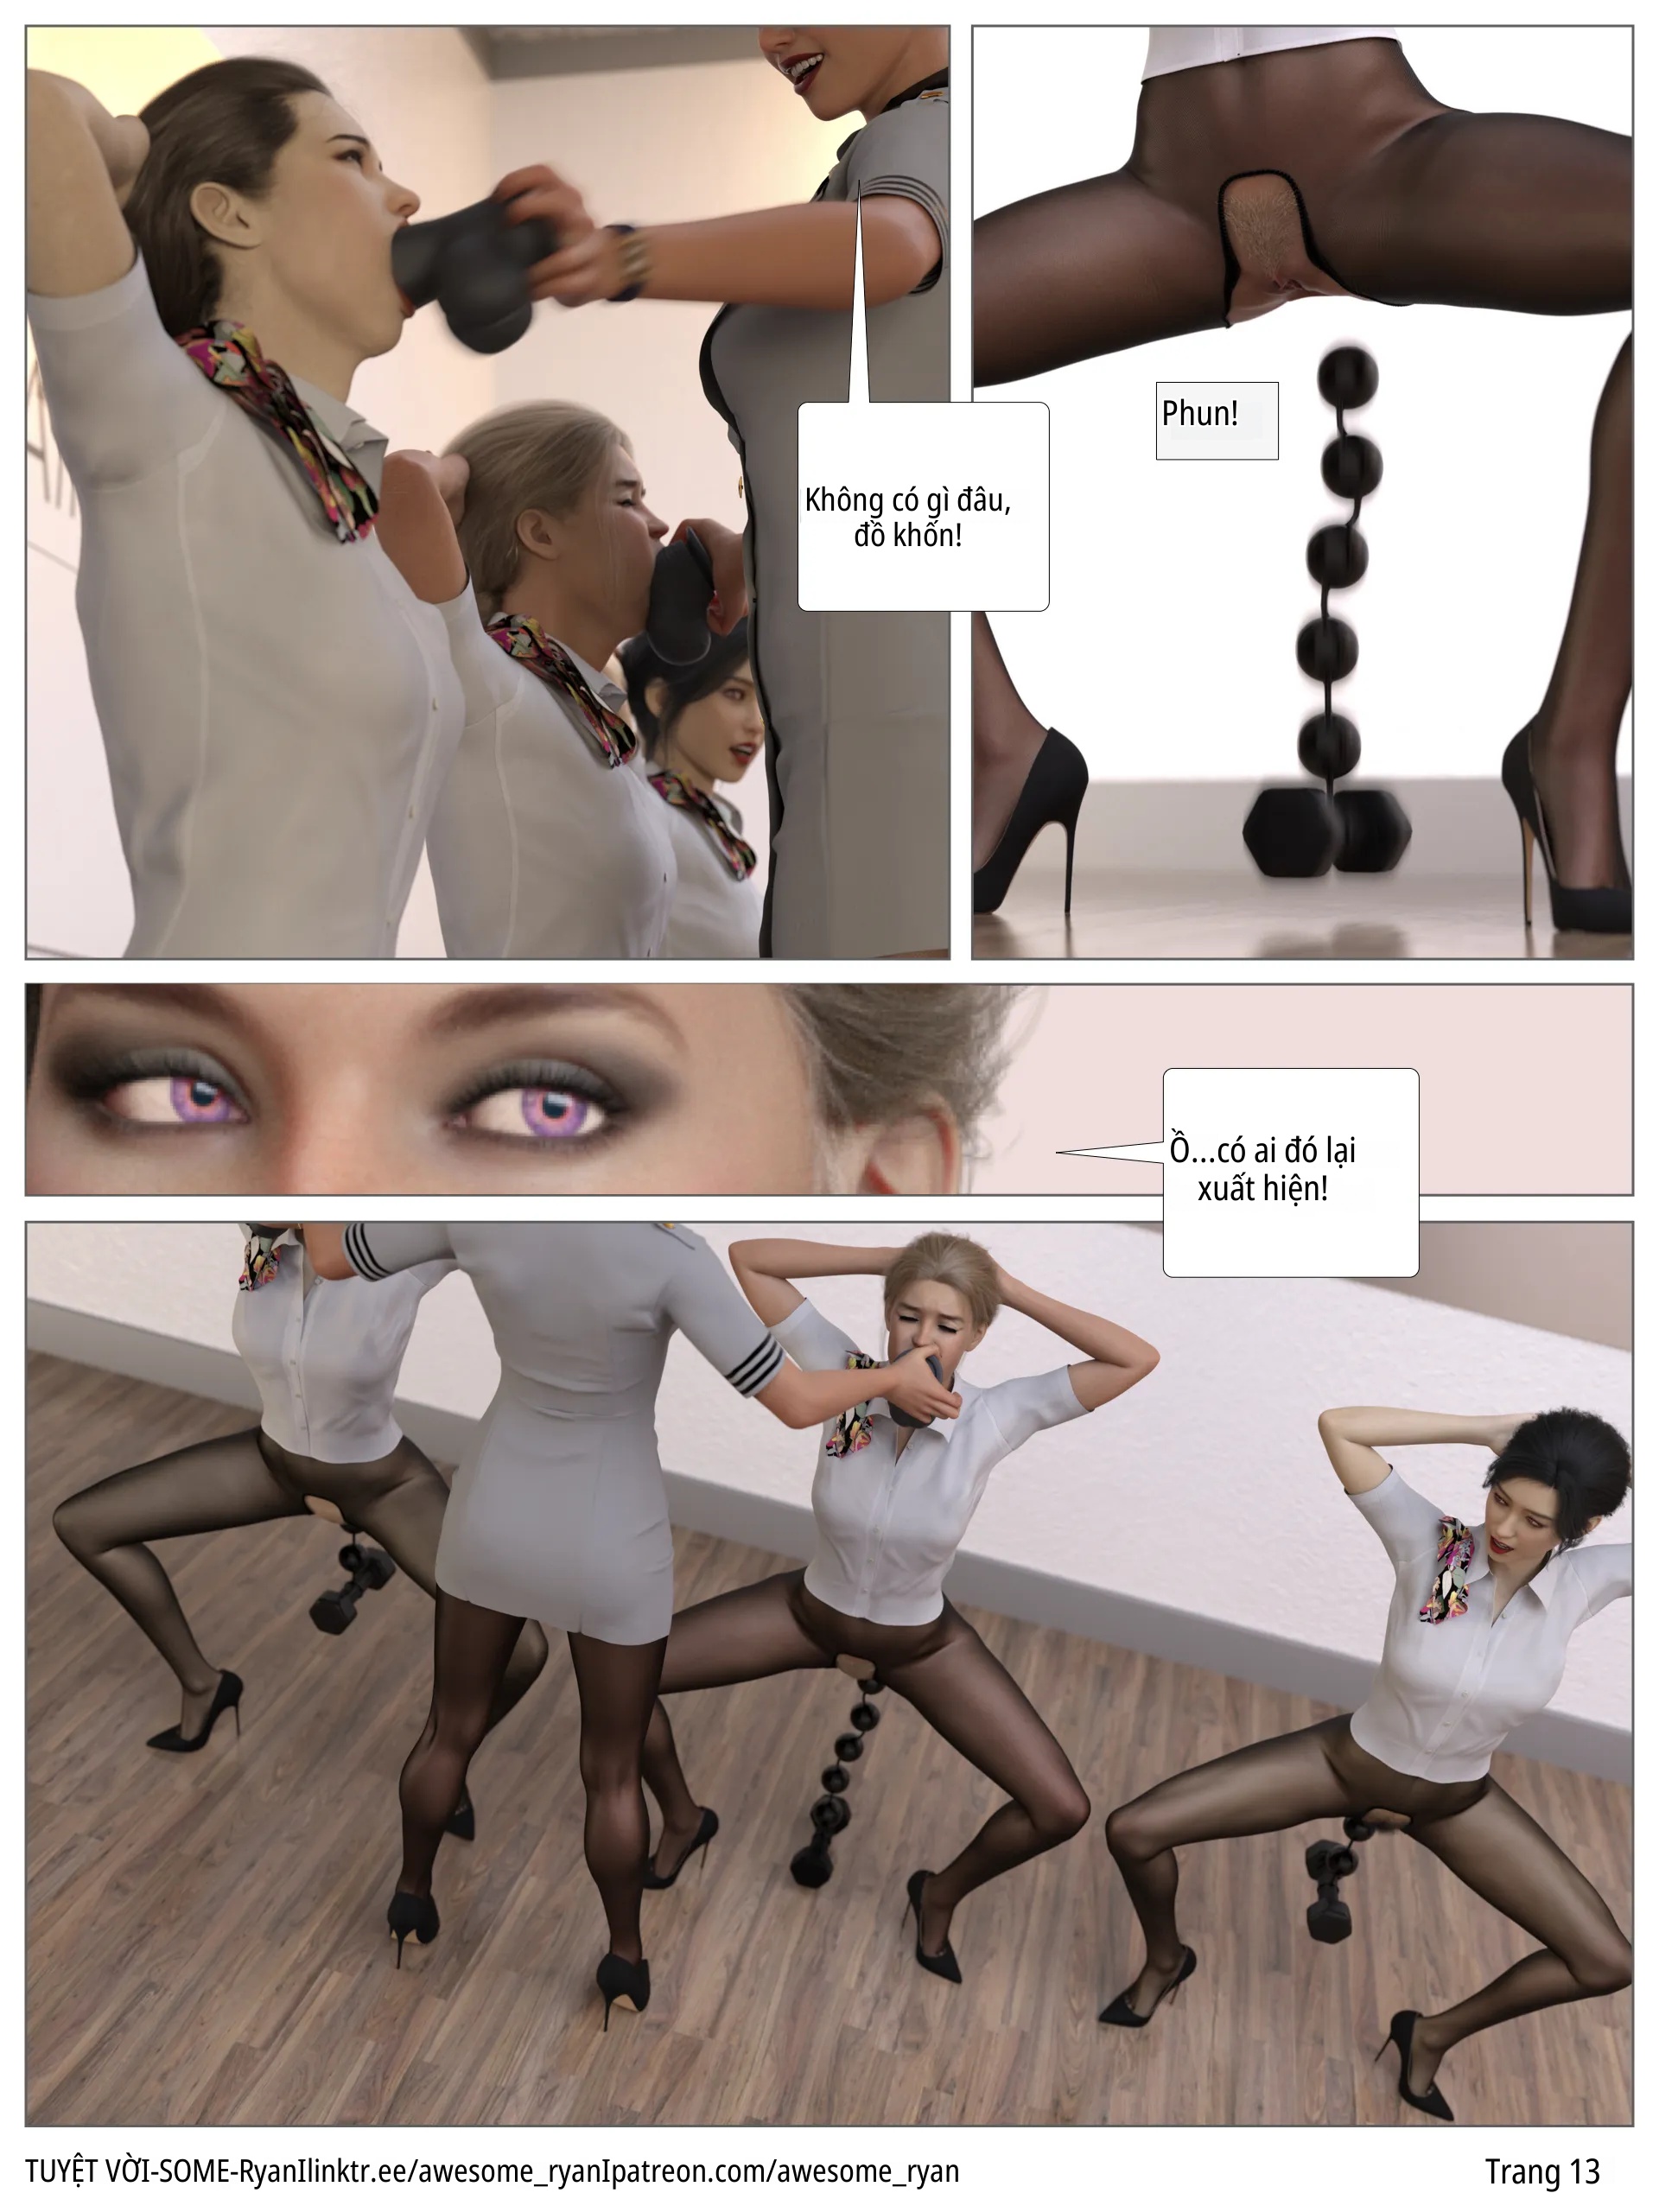 Không có gì đâu,
đồ khốn!
Phun!
Ồ...có ai đó lại
xuất hiện!
TUYỆT VỜI-SOME-RyanIlinktr.ee/awesome_ryanIpatreon.com/awesome_ryan
Trang 13